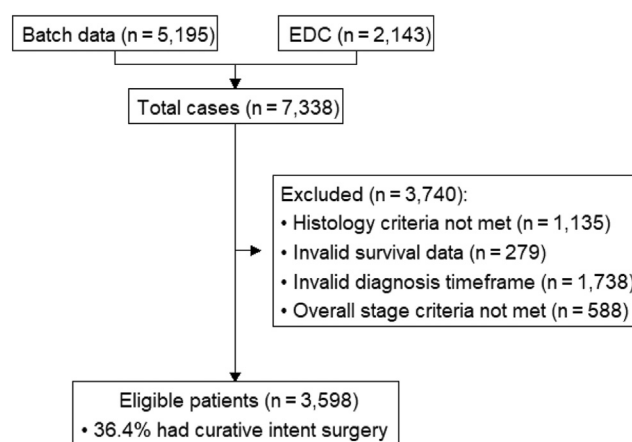 Batch data (n = 5,195)
EDC (n = 2,143)
Total cases (n = 7,338)
Excluded (n = 3,740):
• Histology criteria not met (n = 1,135)
• Invalid survival data (n = 279)
• Invalid diagnosis timeframe (n = 1,738)
• Overall stage criteria not met (n = 588)
Eligible patients (n = 3,598)
• 36.4% had curative intent surgery